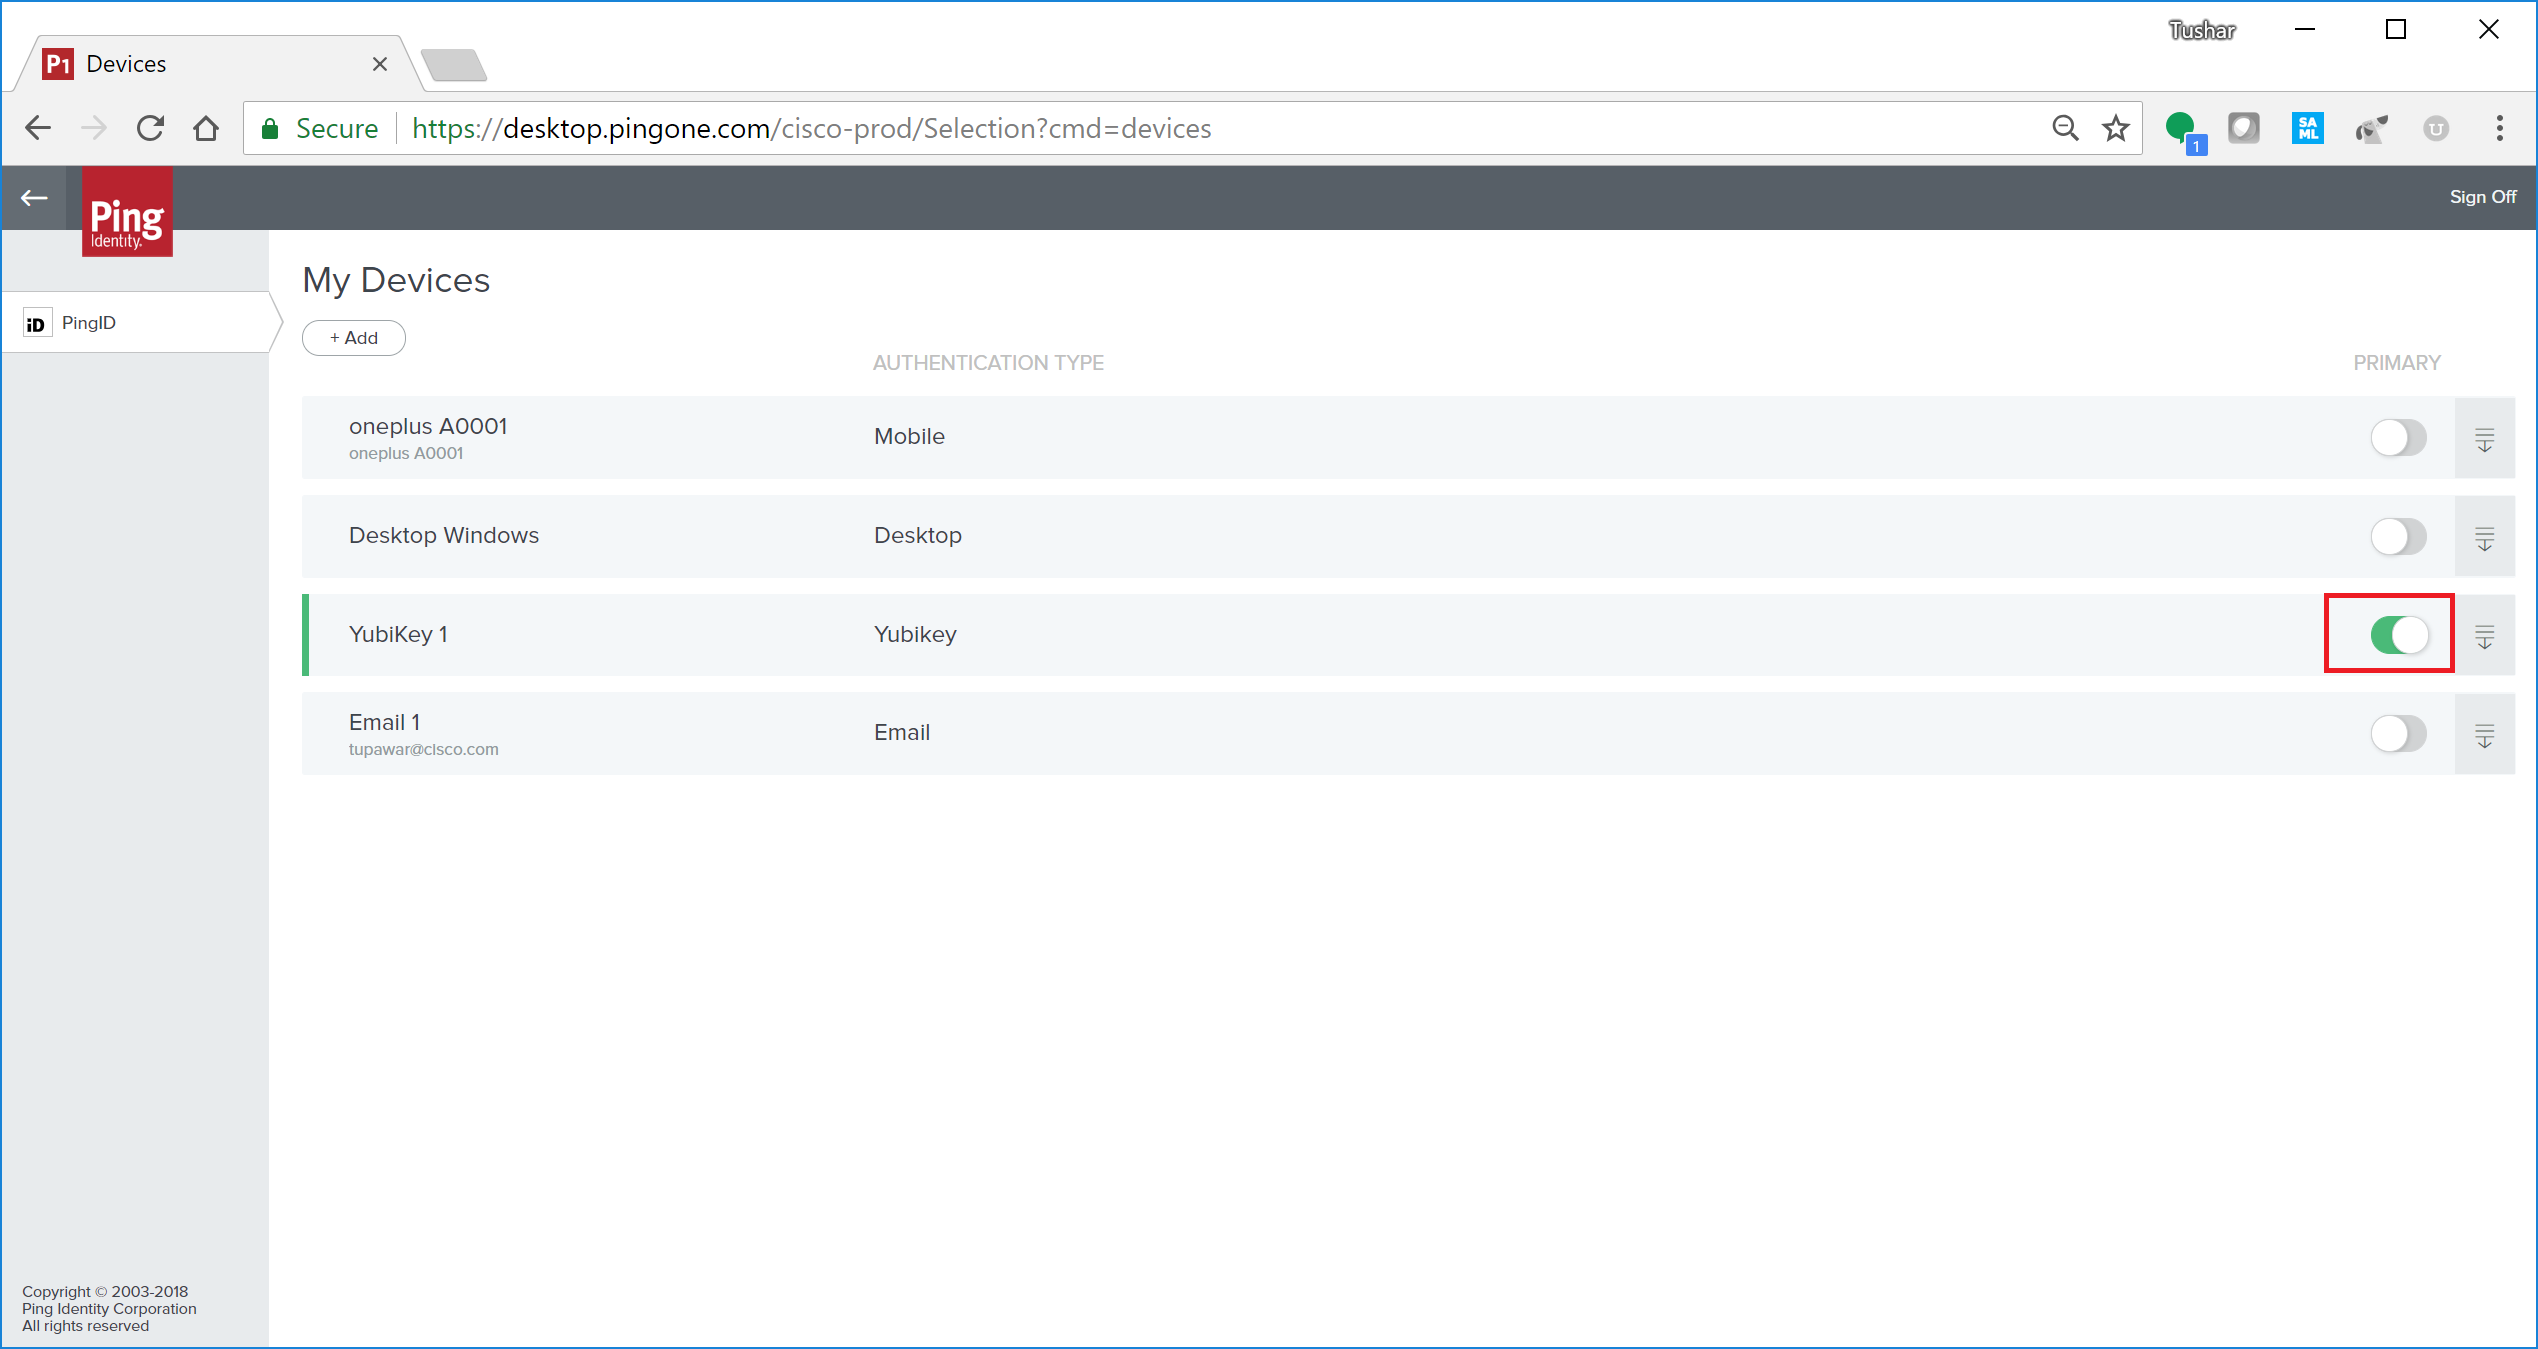 Tushar
P1 Devices
Secure https://desktop.pingone.com/cisco-prod/Selection?cmd=devices
1
SA
ML
U
Ping
Identity.
Sign Off
iD PingID
My Devices
+ Add
AUTHENTICATION TYPE PRIMARY
oneplus A0001
oneplus A0001
Mobile
Desktop Windows Desktop
YubiKey 1 Yubikey
Email 1
tupawar@cisco.com
Email
Copyright © 2003-2018
Ping Identity Corporation
All rights reserved